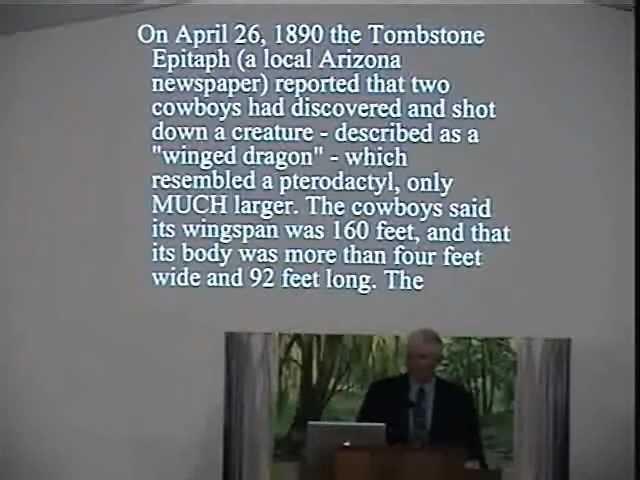 On April 26, 1890 the Tombstone
Epitaph (a local Arizona
newspaper) reported that two
cowboys had discovered and shot
down a creature - described as a
"winged dragon" - which
resembled a pterodactyl, only
MUCH larger. The cowboys said
its wingspan was 160 feet, and that
its body was more than four feet
wide and 92 feet long. The